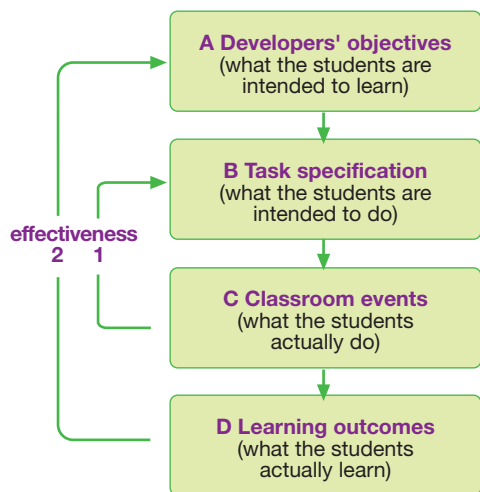 A Developers' objectives
(what the students are
intended to learn)
B Task specification
(what the students are
intended to do)
effectiveness
2 1
C Classroom events
(what the students
actually do)
D Learning outcomes
(what the students
actually learn)